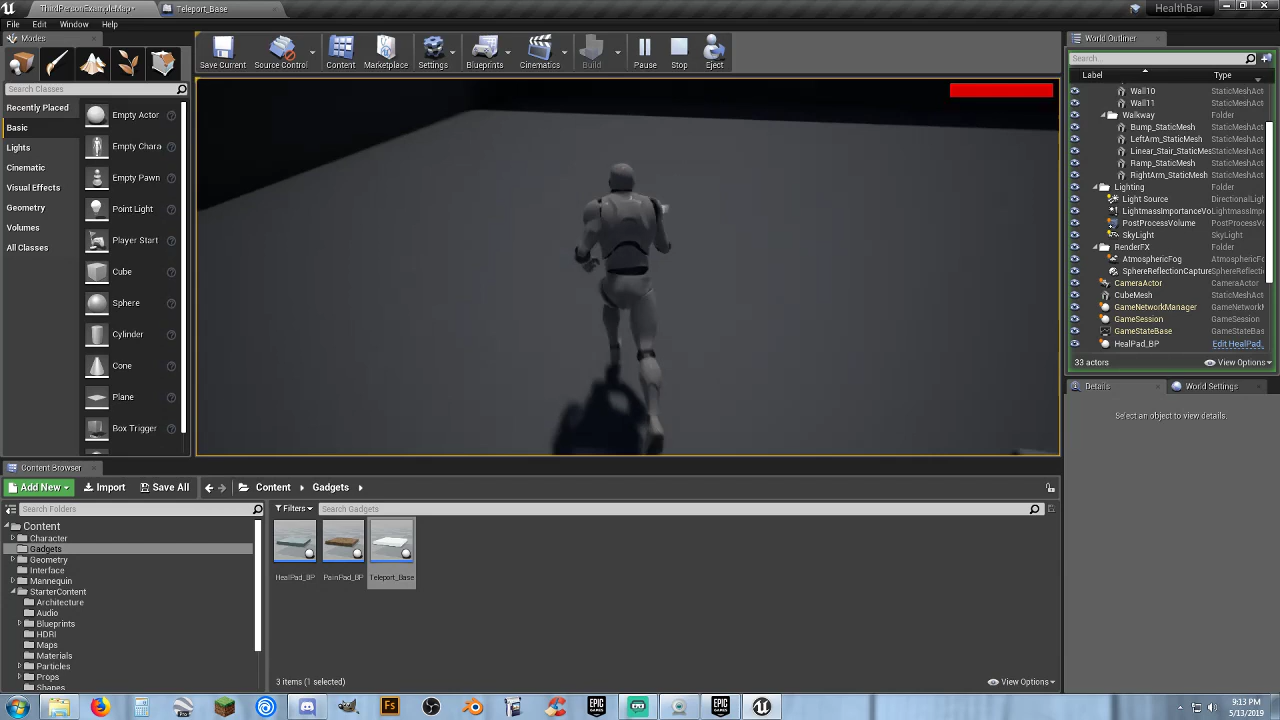 ThirdPersonExampleMap*
Teleport_Base
HealthBar
File
Edit
Window
Help
Modes
Search Classes
Recently Placed
Basic
Lights
Cinematic
Visual Effects
Geometry
Volumes
All Classes
Empty Actor
Empty Chara
Empty Pawn
Point Light
Player Start
Cube
Sphere
Cylinder
Cone
Plane
Box Trigger
Save Current
Source Control
Content
Marketplace
Settings
Blueprints
Cinematics
Build
Pause
Stop
Eject
World Outliner
Search...
Label
Type
Wall10
StaticMeshAct
Wall11
StaticMeshAct
Walkway
Folder
Bump_StaticMesh
StaticMeshAct
LeftArm_StaticMesh
StaticMeshAct
Linear_Stair_StaticMes
StaticMeshAct
Ramp_StaticMesh
StaticMeshAct
RightArm_StaticMesh
StaticMeshAct
Lighting
Folder
Light Source
DirectionalLigh
LightmassImportanceVo
LightmassImpo
PostProcessVolume
PostProcessVo
SkyLight
SkyLight
RenderFX
Folder
AtmosphericFog
AtmosphericFo
SphereReflectionCapture
SphereReflecti
CameraActor
CameraActor
CubeMesh
StaticMeshAct
GameNetworkManager
GameNetworkM
GameSession
GameSession
GameStateBase
GameStateBas
HealPad_BP
Edit HealPad_
33 actors
View Options
Details
World Settings
Select an object to view details.
Content Browser
Add New
Import
Save All
Content
Gadgets
Search Folders
Filters
Search Gadgets
Content
Character
Gadgets
Geometry
Interface
Mannequin
StarterContent
Architecture
Audio
Blueprints
HDRI
Maps
Materials
Particles
Props
Shapes
HealPad_BP
PainPad_BP
Teleport_Base
3 items (1 selected)
View Options
Pro
Fs
EPIC
GAMES
EPIC
GAMES
9:13 PM
5/13/2019